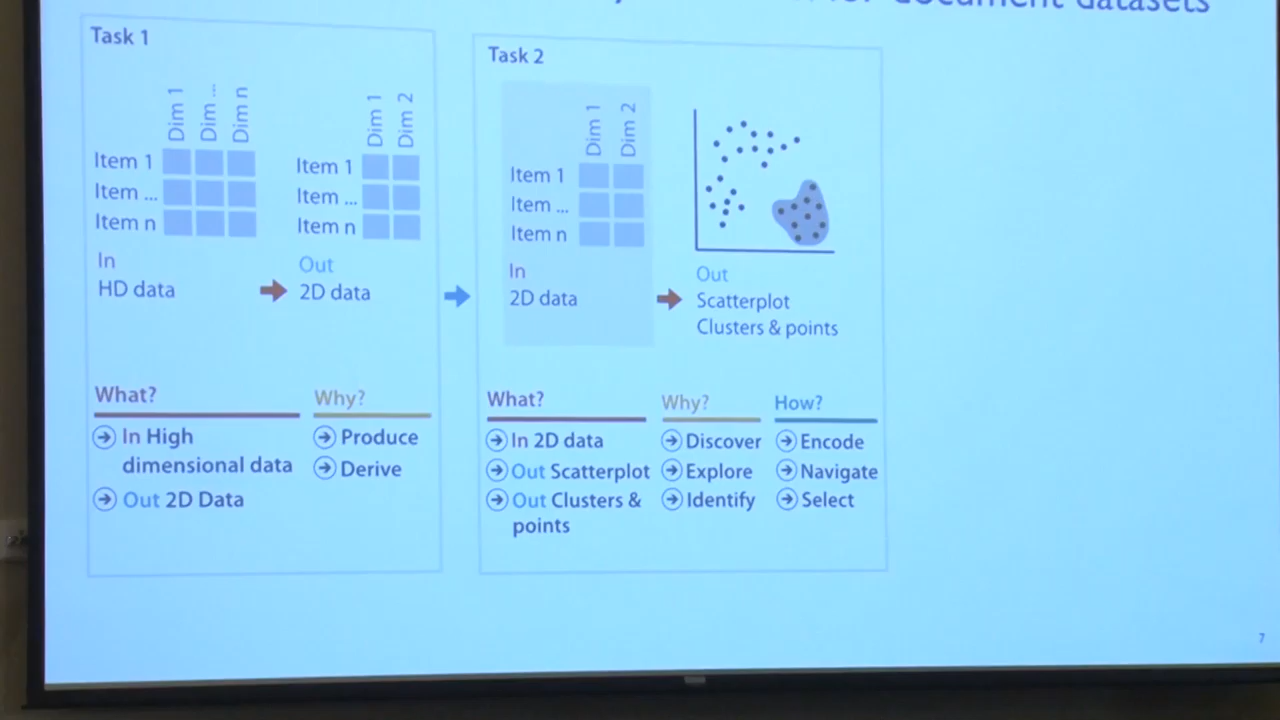 for document datasets
Task 1
Dim 1
Dim ...
Dim n
Item 1
Item ...
Item n
In
HD data
Dim 1
Dim 2
Item 1
Item ...
Item n
Out
2D data
What?
In High
dimensional data
Out 2D Data
Why?
Produce
Derive
Task 2
Dim 1
Dim 2
Item 1
Item ...
Item n
In
2D data
Out
Scatterplot
Clusters & points
What?
In 2D data
Out Scatterplot
Out Clusters &
points
Why?
Discover
Explore
Identify
How?
Encode
Navigate
Select
7